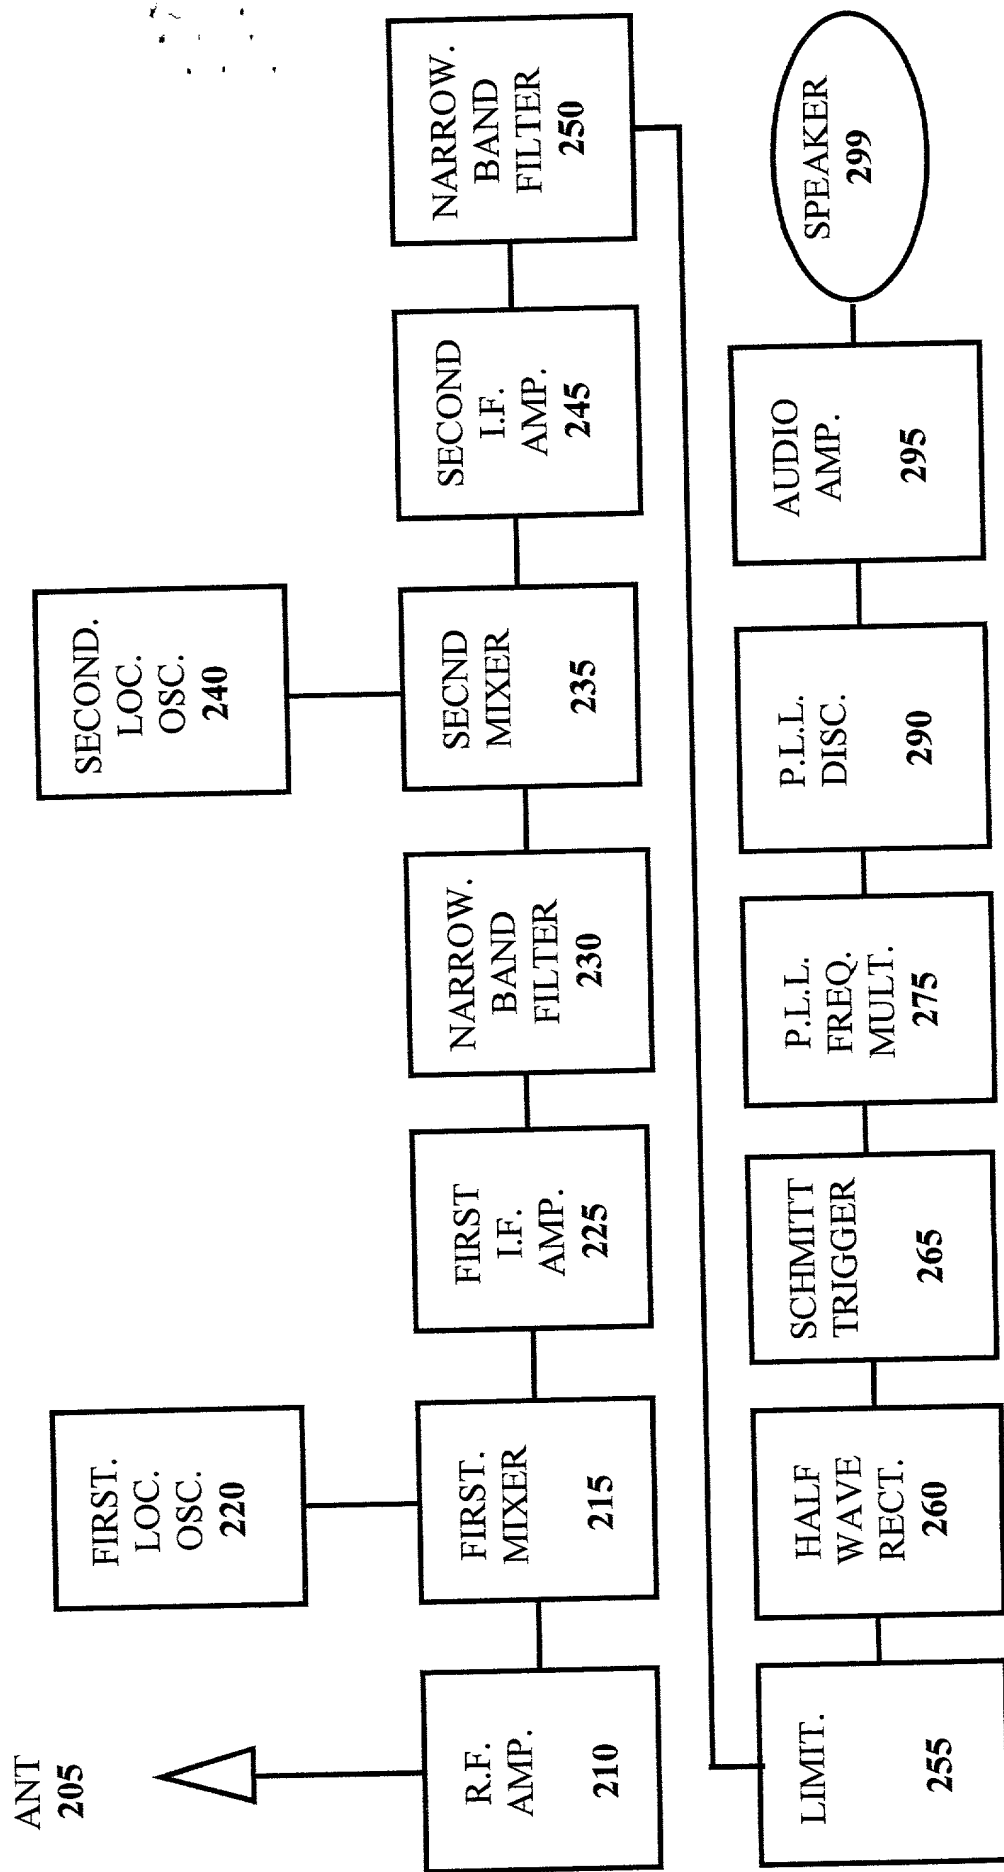 ANT
205
FIRST.
LOC.
OSC.
220
SECOND.
LOC.
OSC.
240
R.F.
AMP.
210
FIRST.
MIXER
215
FIRST
I.F.
AMP.
225
NARROW.
BAND
FILTER
230
SECND
MIXER
235
SECOND
I.F.
AMP.
245
NARROW.
BAND
FILTER
250
LIMIT.
255
HALF
WAVE
RECT.
260
SCHMITT
TRIGGER
265
P.L.L.
FREQ.
MULT.
275
P.L.L.
DISC.
290
AUDIO
AMP.
295
SPEAKER
299